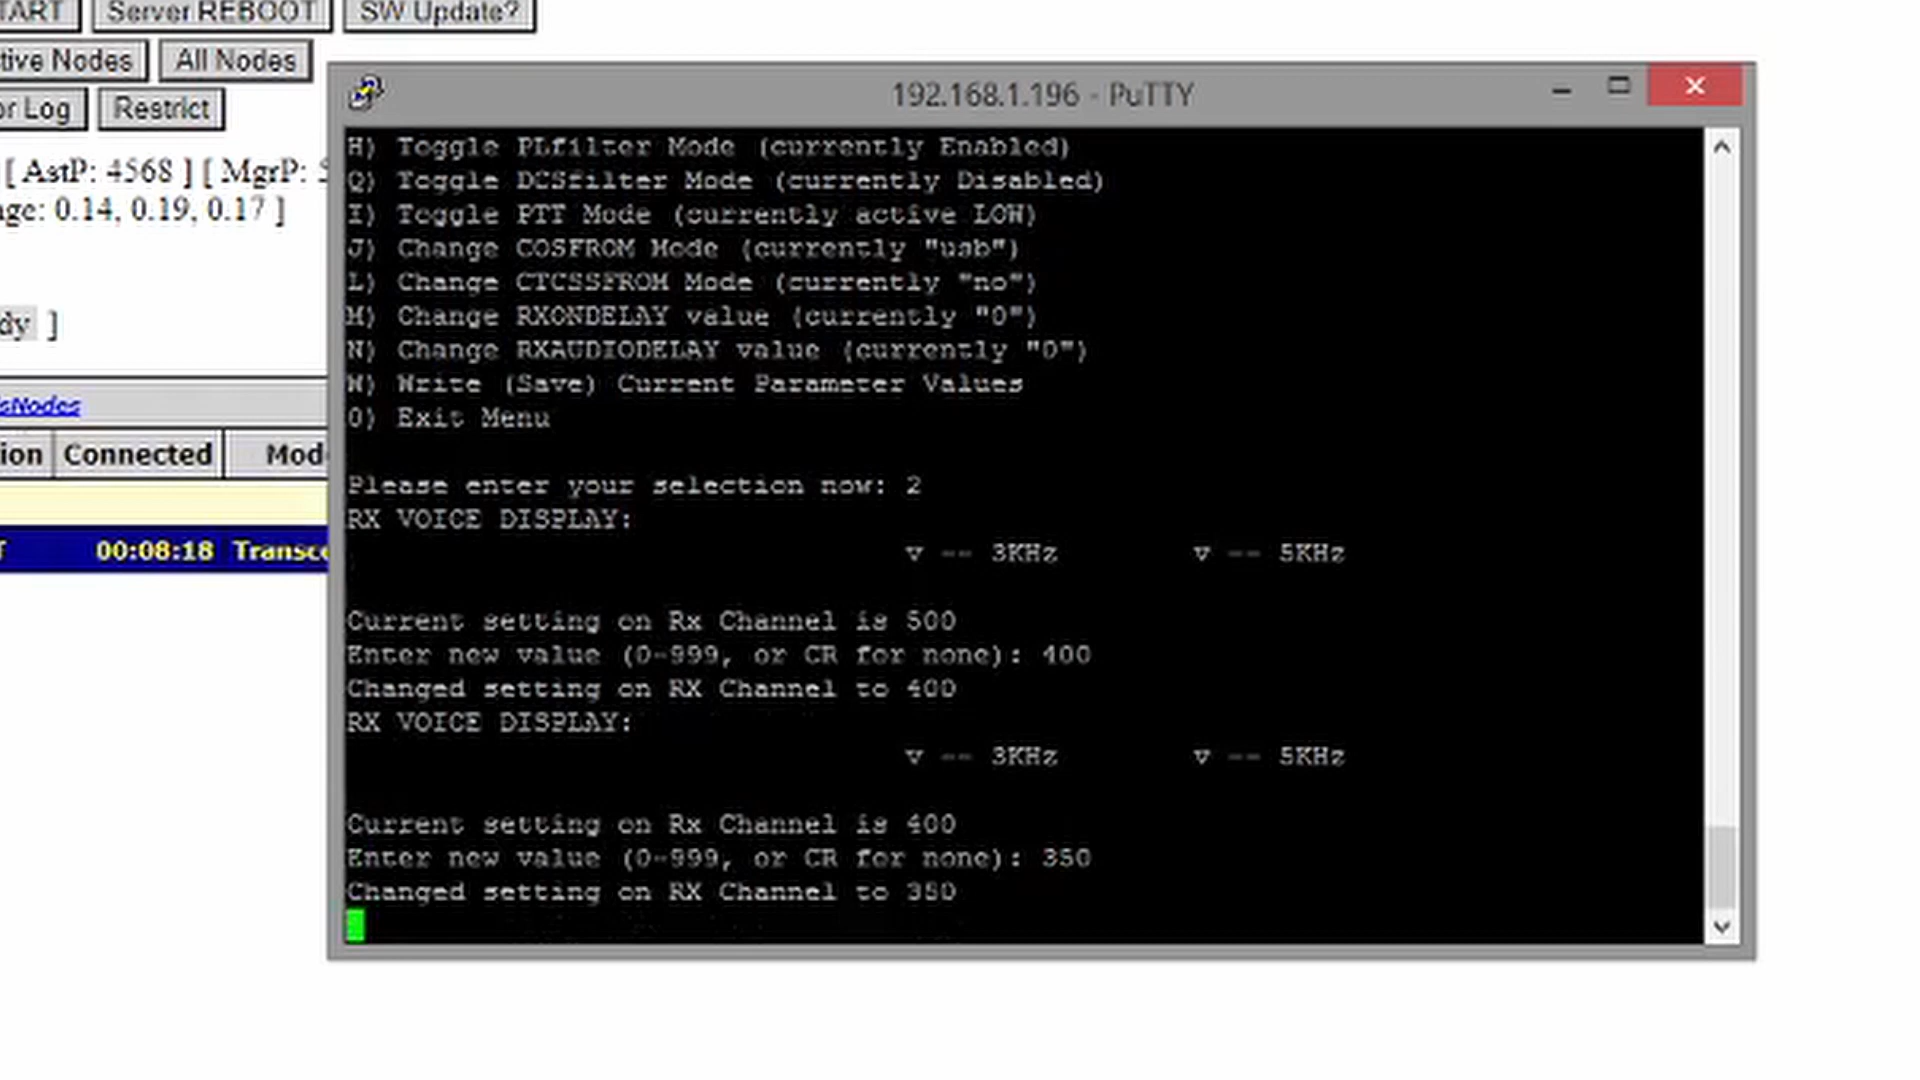 TART Server REBOOT SW Update?
tive Nodes All Nodes
or Log Restrict
[ AstP: 4568 ] [ MgrP: 5
ge: 0.14, 0.19, 0.17 ]
dy ]
sNodes
ion Connected Mod
00:08:18 Transce
192.168.1.196 - PuTTY
H) Toggle PLfilter Mode (currently Enabled)
Q) Toggle DCSfilter Mode (currently Disabled)
I) Toggle PTT Mode (currently active LOW)
J) Change COSFROM Mode (currently "usb")
L) Change CTCSSFROM Mode (currently "no")
M) Change RXONDELAY value (currently "0")
N) Change RXAUDIODELAY value (currently "0")
W) Write (Save) Current Parameter Values
0) Exit Menu
Please enter your selection now: 2
RX VOICE DISPLAY:
▽ -- 3KHz ▽ -- 5KHz
Current setting on Rx Channel is 500
Enter new value (0-999, or CR for none): 400
Changed setting on RX Channel to 400
RX VOICE DISPLAY:
▽ -- 3KHz ▽ -- 5KHz
Current setting on Rx Channel is 400
Enter new value (0-999, or CR for none): 350
Changed setting on RX Channel to 350